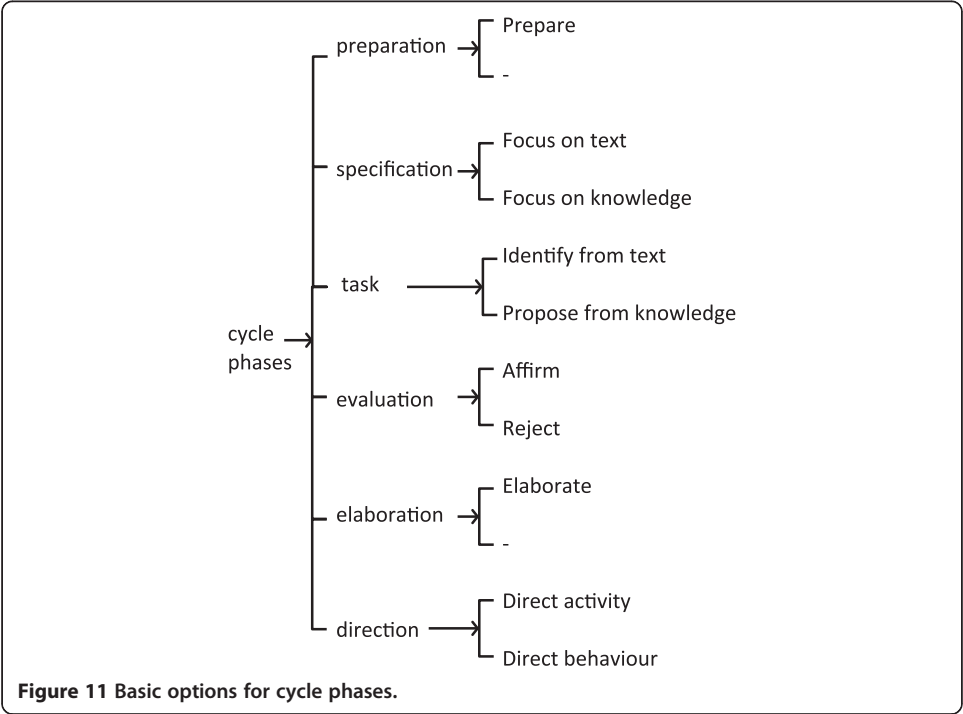 preparation
Prepare
-
specification
Focus on text
Focus on knowledge
task
Identify from text
Propose from knowledge
cycle
phases
evaluation
Affirm
Reject
elaboration
Elaborate
-
direction
Direct activity
Direct behaviour
Figure 11 Basic options for cycle phases.